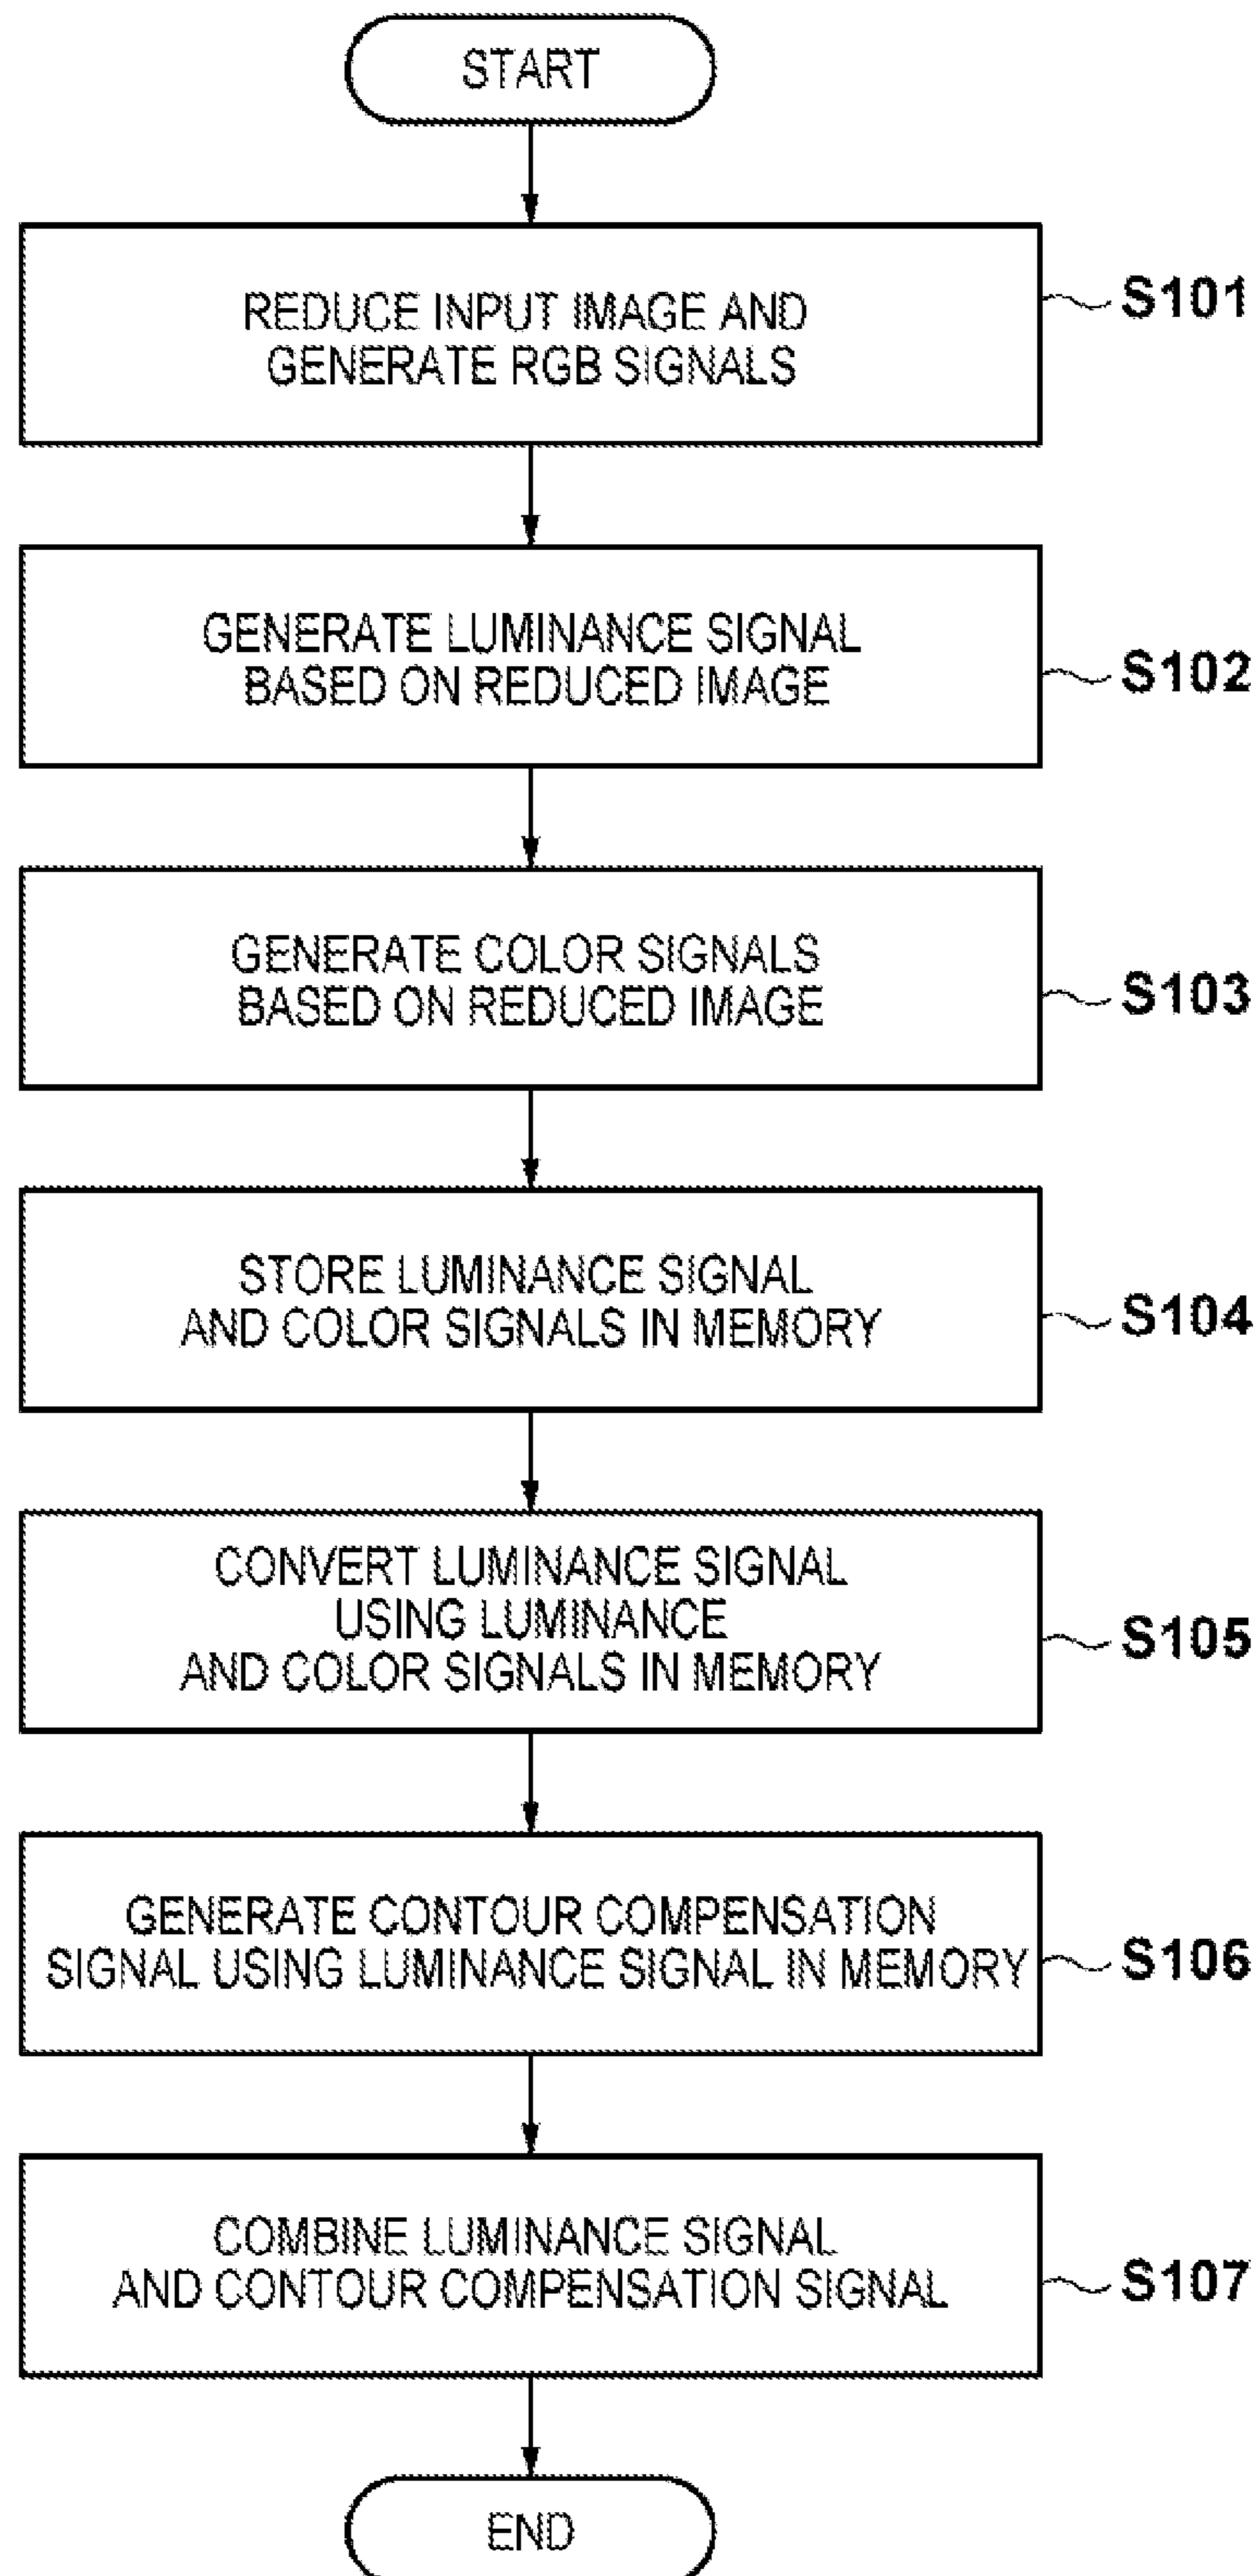 START
REDUCE INPUT IMAGE AND
GENERATE RGB SIGNALS
S101
GENERATE LUMINANCE SIGNAL
BASED ON REDUCED IMAGE
S102
GENERATE COLOR SIGNALS
BASED ON REDUCED IMAGE
S103
STORE LUMINANCE SIGNAL
AND COLOR SIGNALS IN MEMORY
S104
CONVERT LUMINANCE SIGNAL
USING LUMINANCE
AND COLOR SIGNALS IN MEMORY
S105
GENERATE CONTOUR COMPENSATION
SIGNAL USING LUMINANCE SIGNAL IN MEMORY
S106
COMBINE LUMINANCE SIGNAL
AND CONTOUR COMPENSATION SIGNAL
S107
END